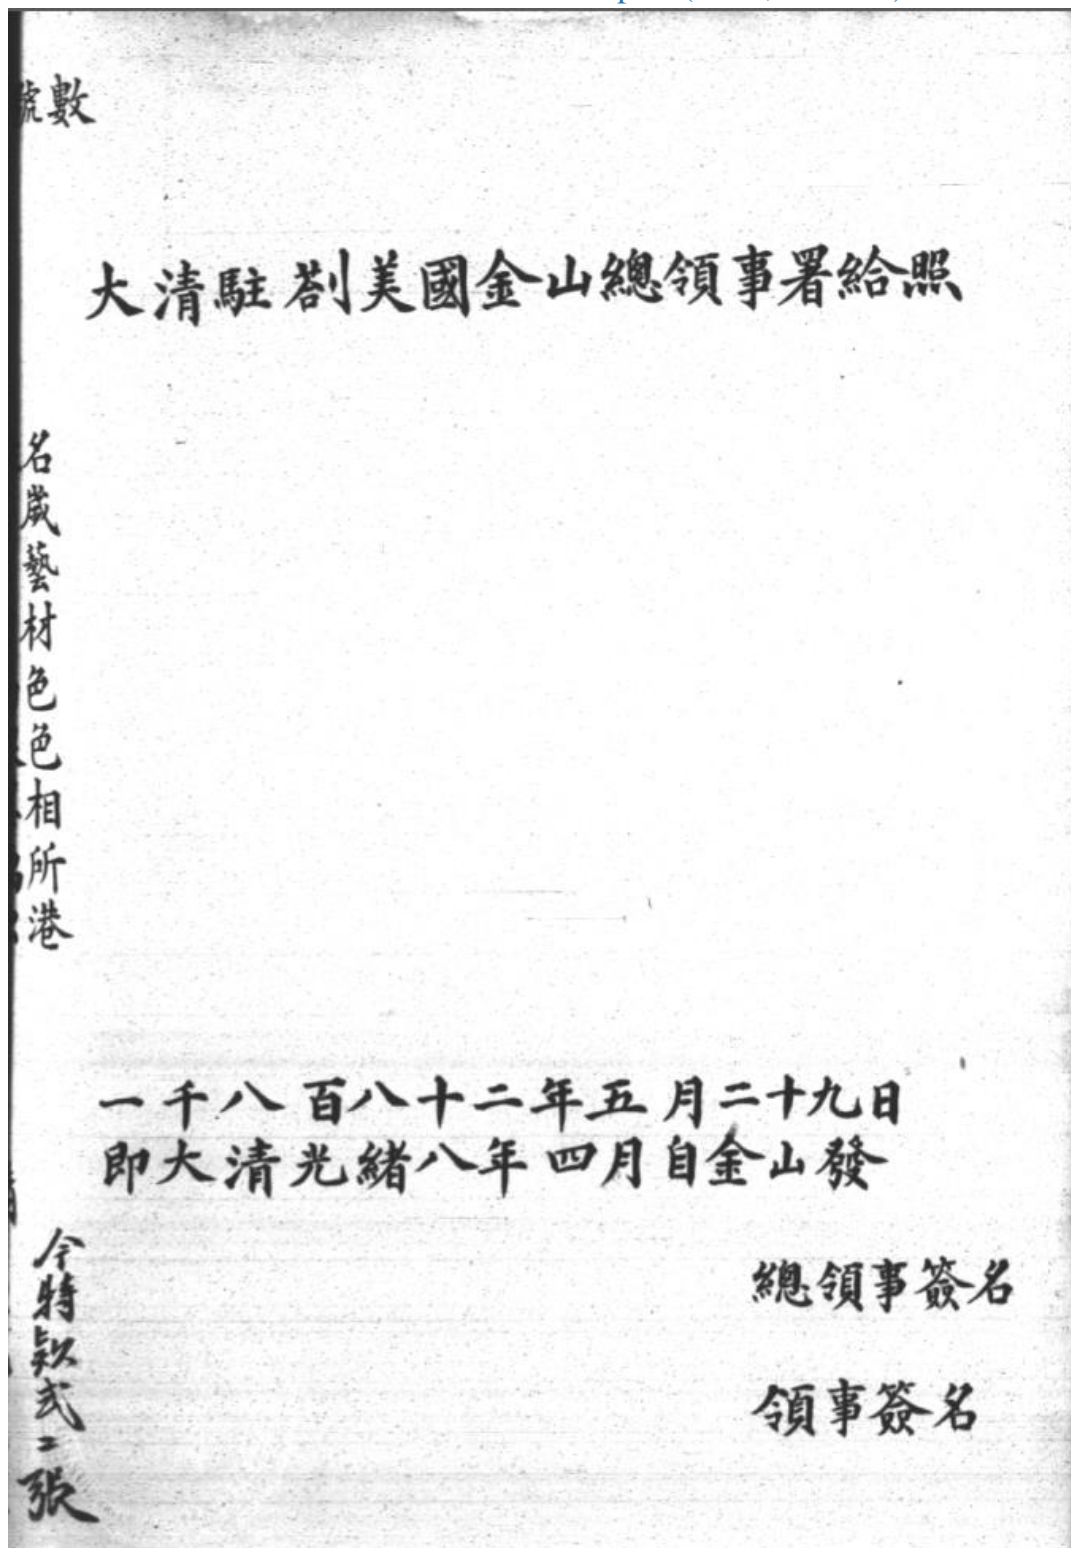 號數
大清駐劄美國金山總領事署給照
名
歲
藝
材
色
色
相
所
港
一千八百八十二年五月二十九日
即大清光緒八年四月自金山發
總領事簽名
領事簽名
今將款式二張